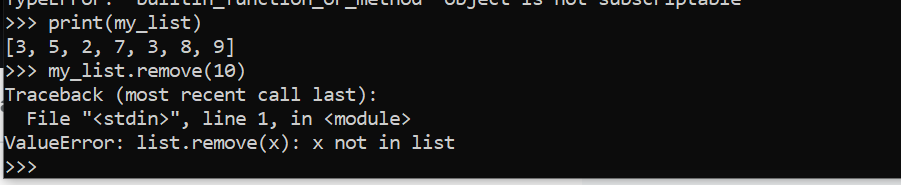 TypeError: 'builtin_function_or_method' object is not subscriptable
>>> print(my_list)
[3, 5, 2, 7, 3, 8, 9]
>>> my_list.remove(10)
Traceback (most recent call last):
  File "<stdin>", line 1, in <module>
ValueError: list.remove(x): x not in list
>>>